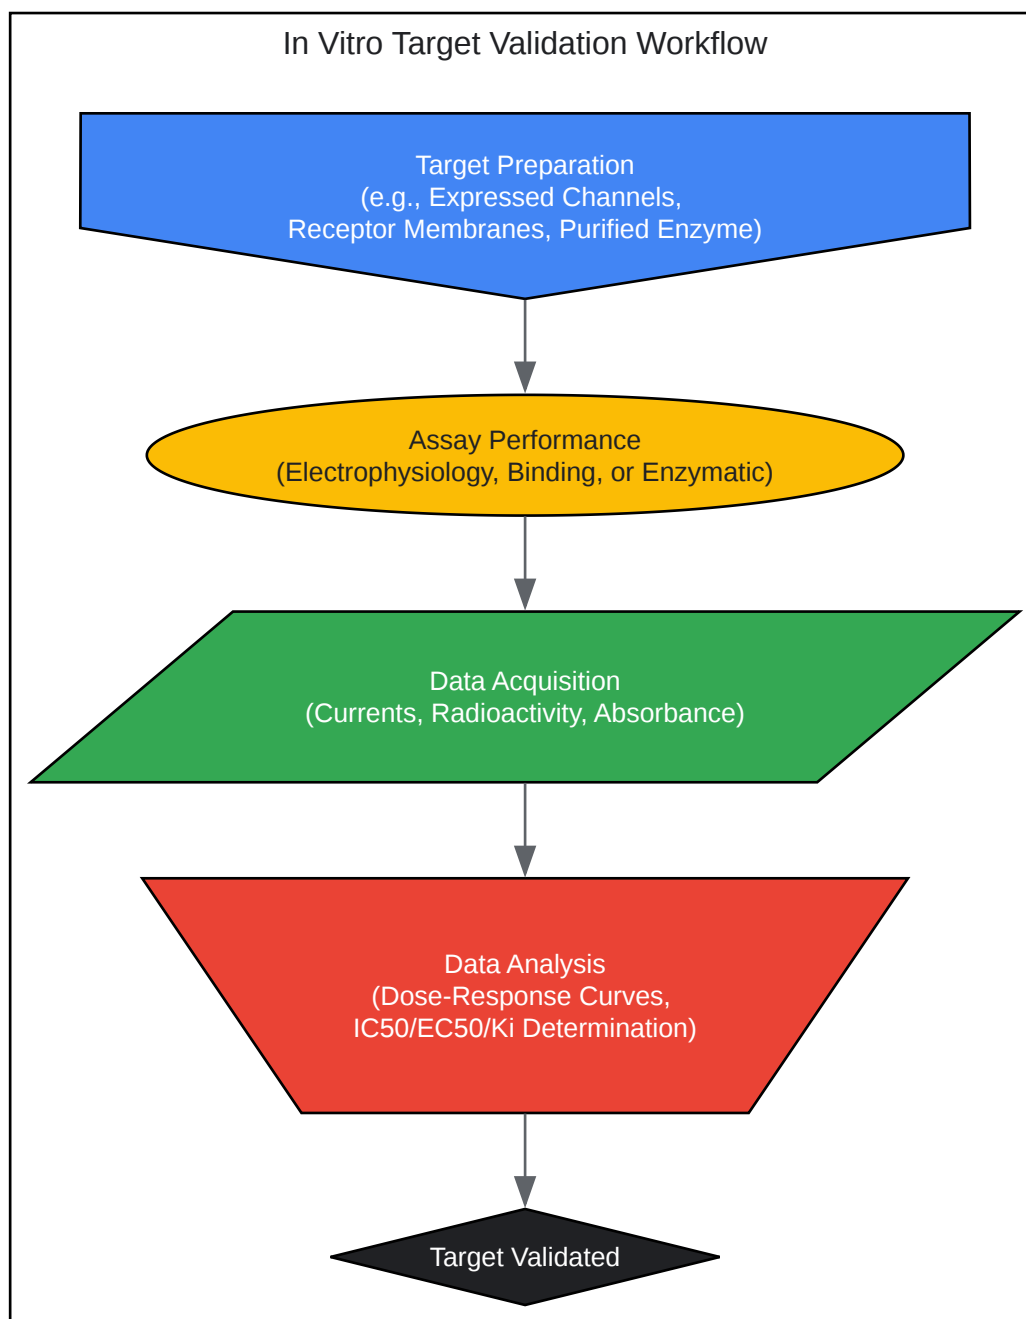 In Vitro Target Validation Workflow
Target Preparation
(e.g., Expressed Channels,
Receptor Membranes, Purified Enzyme)
Assay Performance
(Electrophysiology, Binding, or Enzymatic)
Data Acquisition
(Currents, Radioactivity, Absorbance)
Data Analysis
(Dose-Response Curves,
IC50/EC50/Ki Determination)
Target Validated